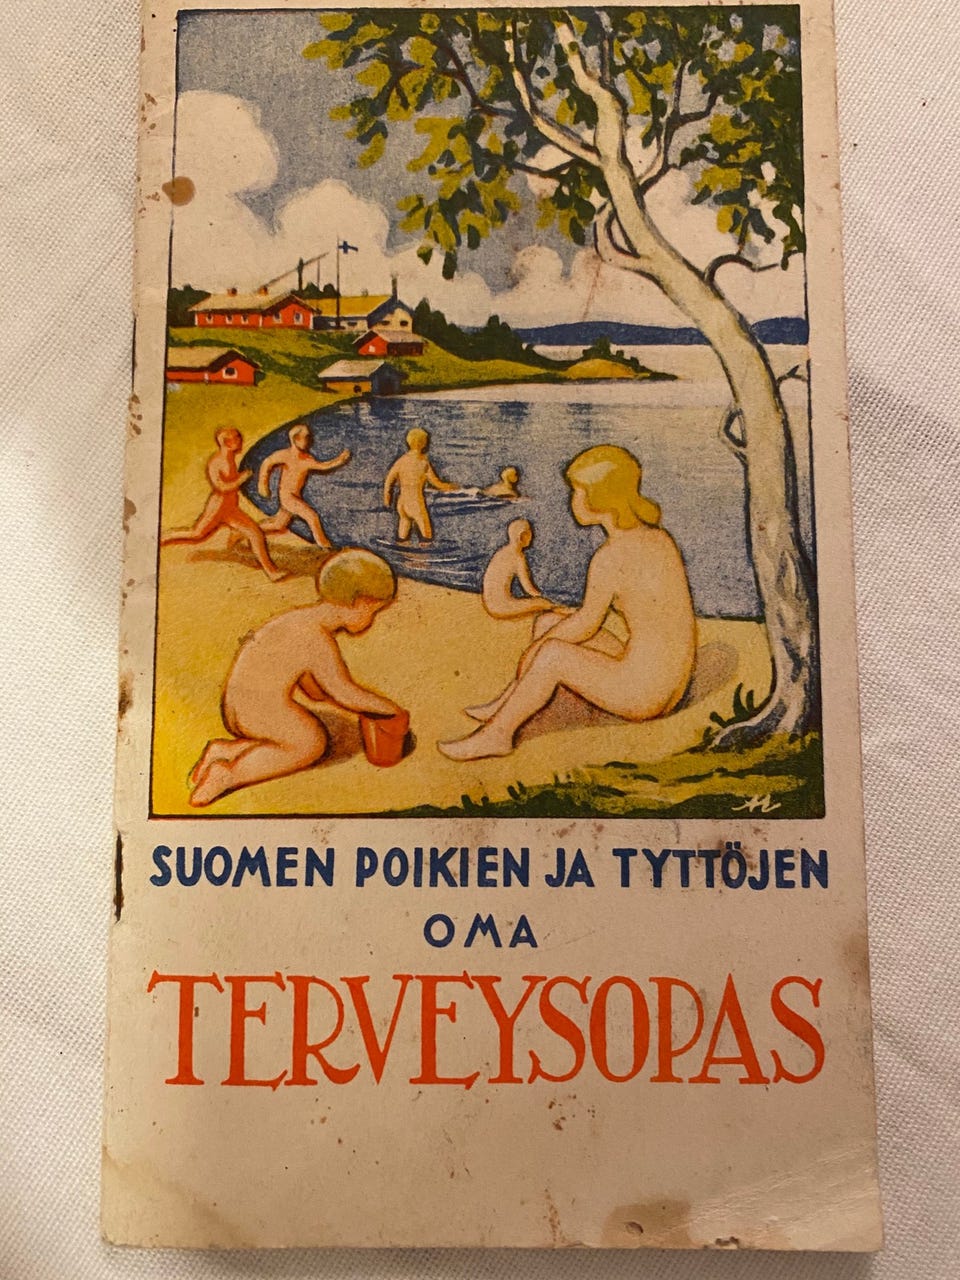 SUOMEN POIKIEN JA TYTTÖJEN
OMA
TERVEYSOPAS